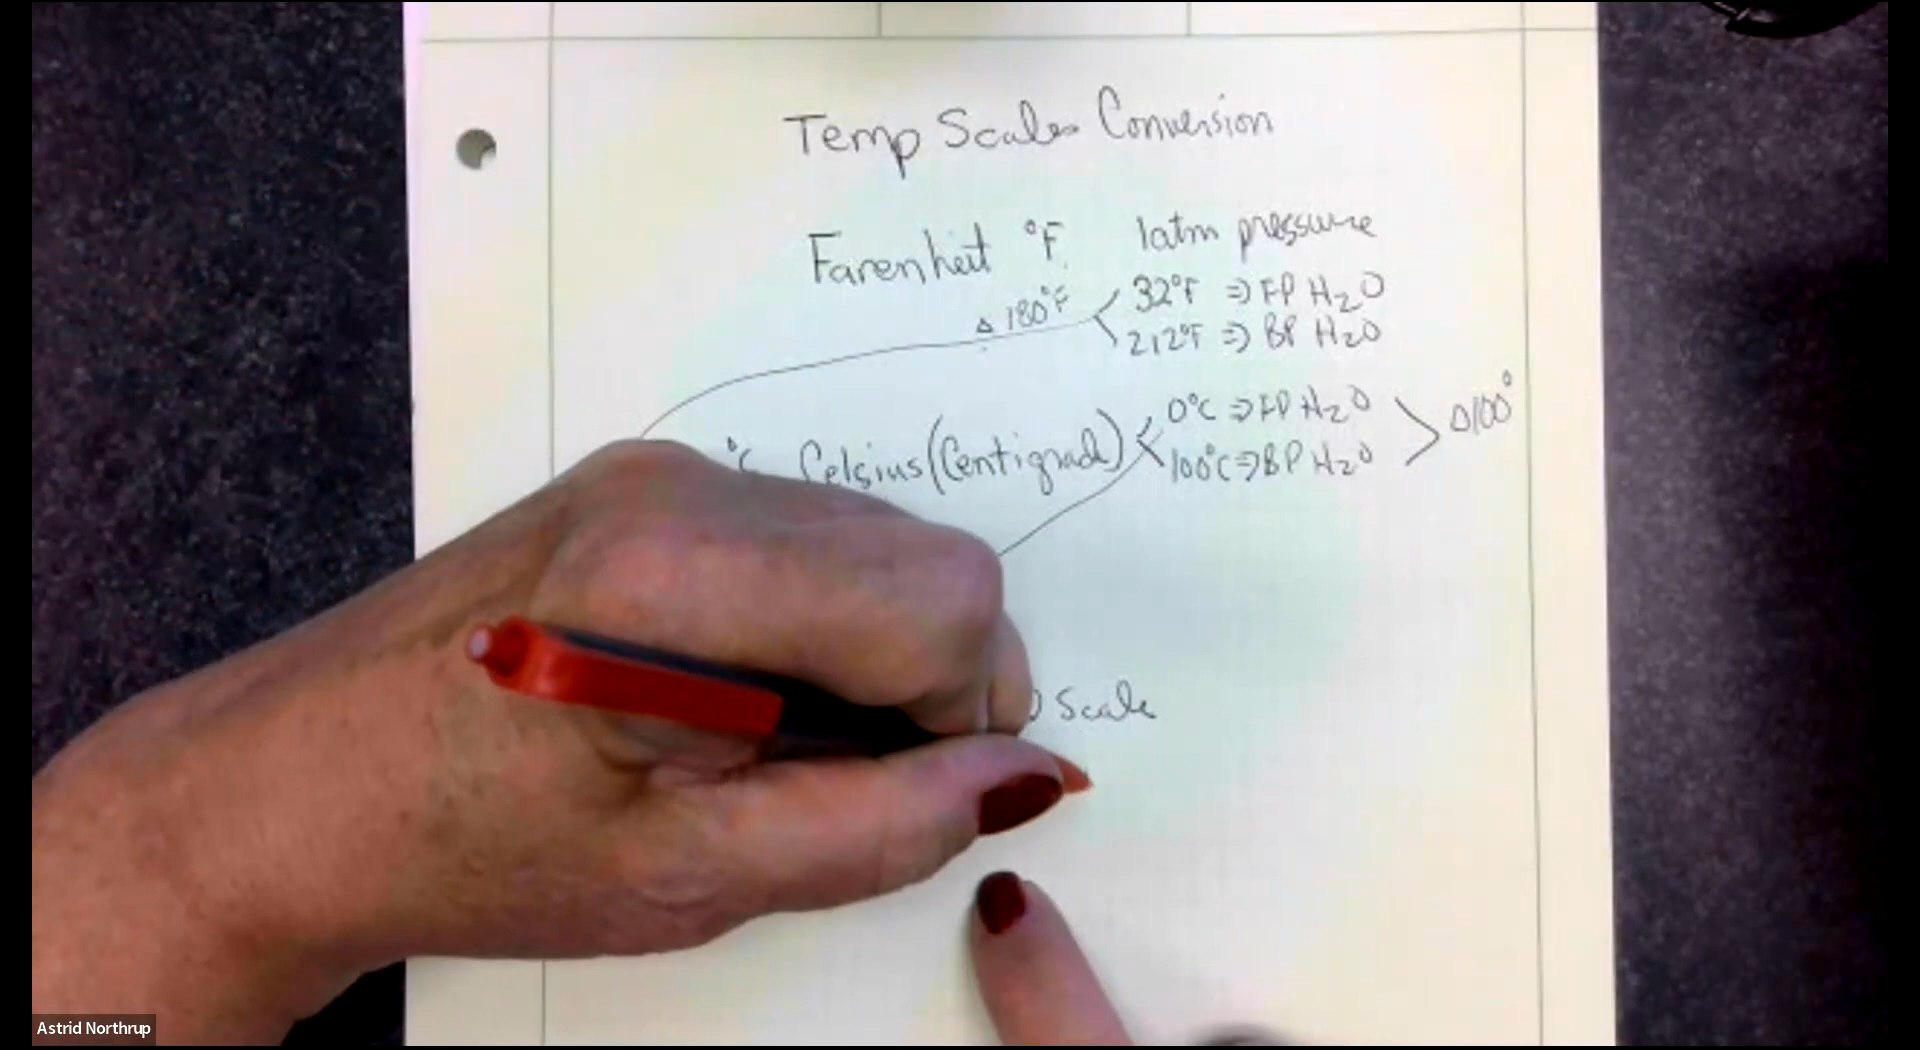 Temp Scales Conversion
Farenheit °F 1atm pressure
Δ 180°F
32°F => FP H2O
212°F => BP H2O
°C Celsius (Centigrade)
0°C => FP H2O
100°C => BP H2O
Δ100°
Scale
Astrid Northrup